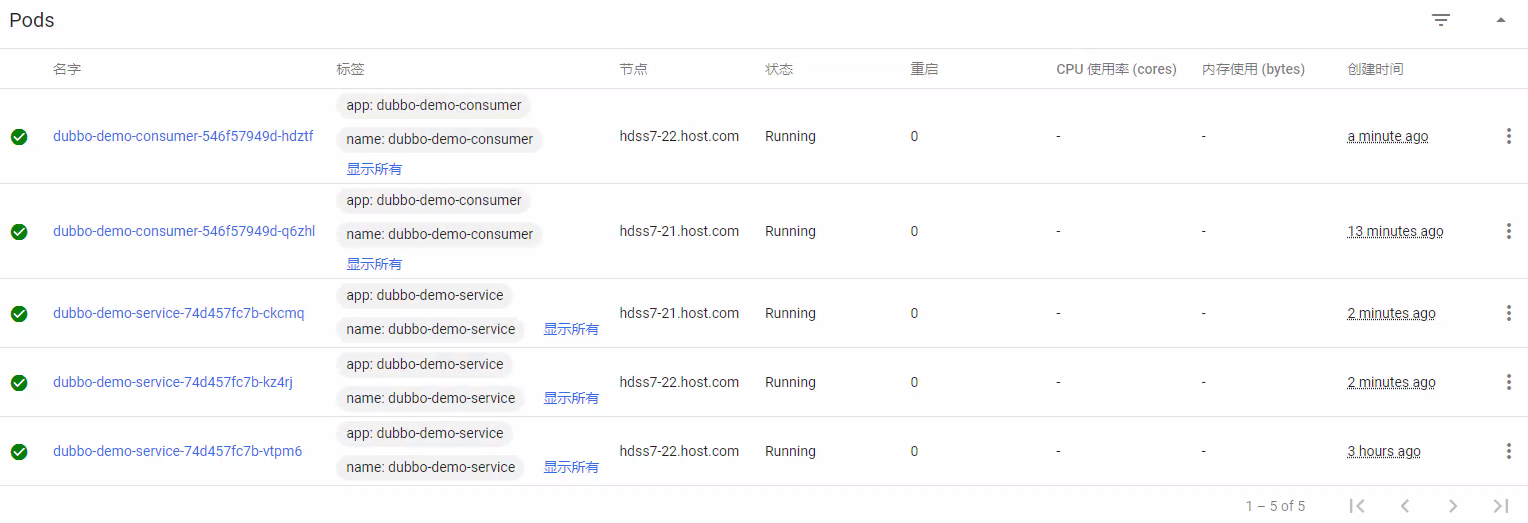 Pods
名字 标签 节点 状态 重启 CPU 使用率 (cores) 内存使用 (bytes) 创建时间
app: dubbo-demo-consumer
dubbo-demo-consumer-546f57949d-hdztf name: dubbo-demo-consumer hdss7-22.host.com Running 0 - - a minute ago
显示所有
app: dubbo-demo-consumer
dubbo-demo-consumer-546f57949d-q6zhl name: dubbo-demo-consumer hdss7-21.host.com Running 0 - - 13 minutes ago
显示所有
app: dubbo-demo-service
dubbo-demo-service-74d457fc7b-ckcmq hdss7-21.host.com Running 0 - - 2 minutes ago
name: dubbo-demo-service 显示所有
app: dubbo-demo-service
dubbo-demo-service-74d457fc7b-kz4rj hdss7-22.host.com Running 0 - - 2 minutes ago
name: dubbo-demo-service 显示所有
app: dubbo-demo-service
dubbo-demo-service-74d457fc7b-vtpm6 hdss7-22.host.com Running 0 - - 3 hours ago
name: dubbo-demo-service 显示所有
1 – 5 of 5